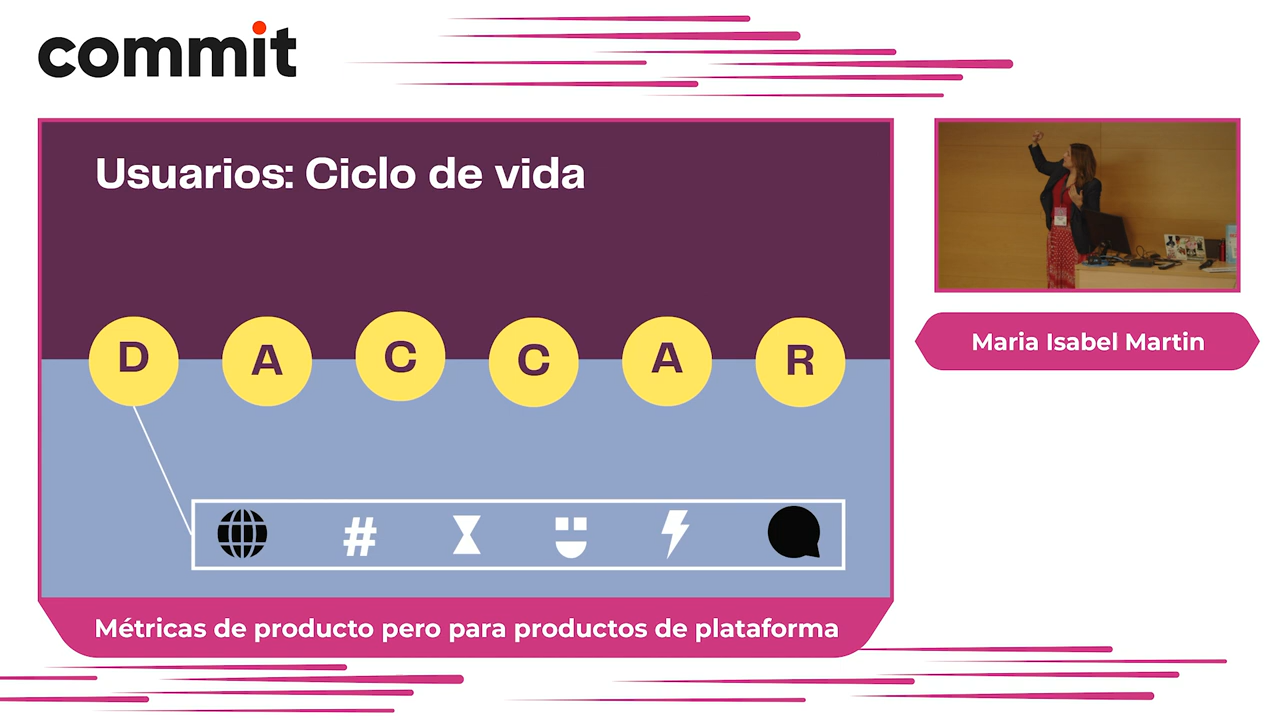 commit
Usuarios: Ciclo de vida
D A C C A R
#
Maria Isabel Martin
Métricas de producto pero para productos de plataforma